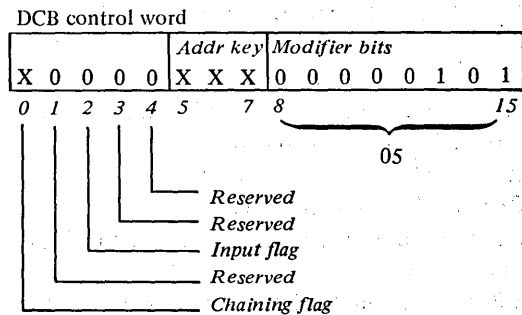 DCB control word
Addr key Modifier bits
X 0 0 0 0 X X X 0 0 0 0 0 1 0 1
0 1 2 3 4 5 7 8 15
05
Reserved
Reserved
Input flag
Reserved
Chaining flag